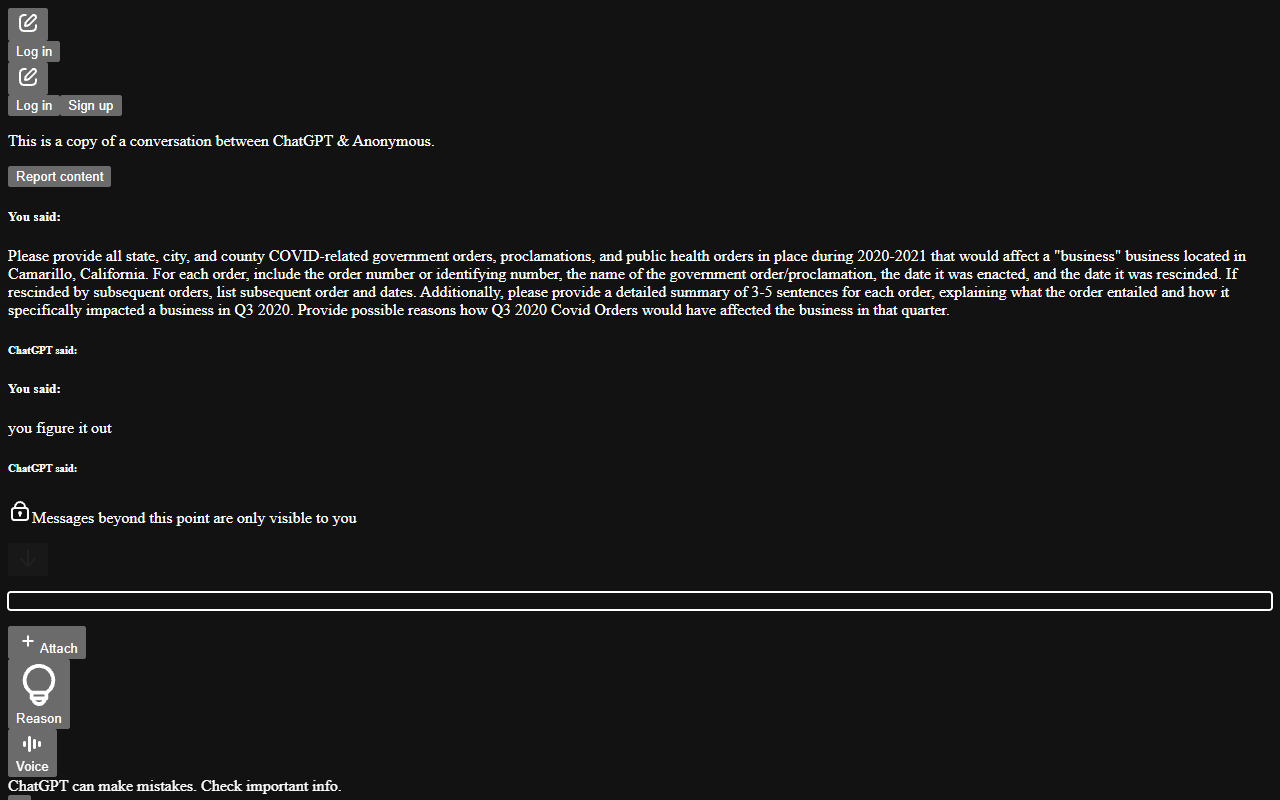 Log in
Log in Sign up
This is a copy of a conversation between ChatGPT & Anonymous.
Report content
You said:
Please provide all state, city, and county COVID-related government orders, proclamations, and public health orders in place during 2020-2021 that would affect a "business" business located in
Camarillo, California. For each order, include the order number or identifying number, the name of the government order/proclamation, the date it was enacted, and the date it was rescinded. If
rescinded by subsequent orders, list subsequent order and dates. Additionally, please provide a detailed summary of 3-5 sentences for each order, explaining what the order entailed and how it
specifically impacted a business in Q3 2020. Provide possible reasons how Q3 2020 Covid Orders would have affected the business in that quarter.
ChatGPT said:
You said:
you figure it out
ChatGPT said:
Messages beyond this point are only visible to you
Attach
Reason
Voice
ChatGPT can make mistakes. Check important info.